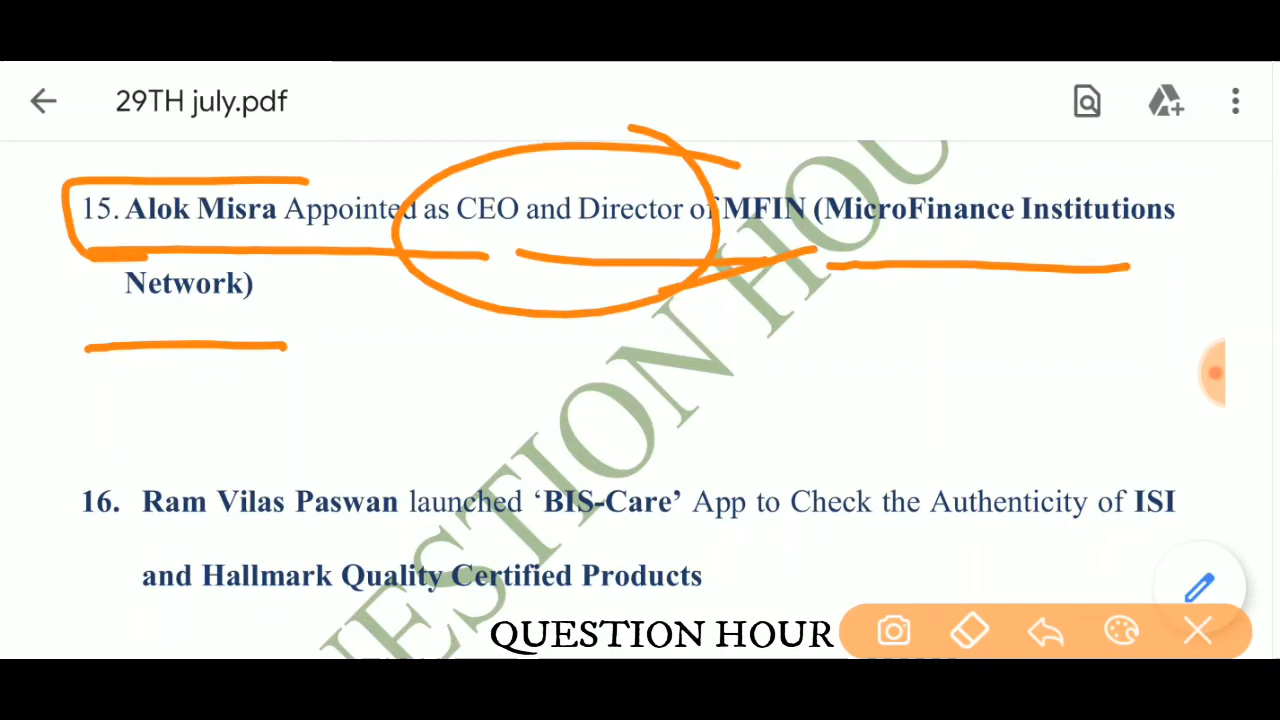 29TH july.pdf
15. Alok Misra Appointed as CEO and Director of MFIN (MicroFinance Institutions
Network)
16. Ram Vilas Paswan launched ‘BIS-Care’ App to Check the Authenticity of ISI
and Hallmark Quality Certified Products
QUESTION HOUR